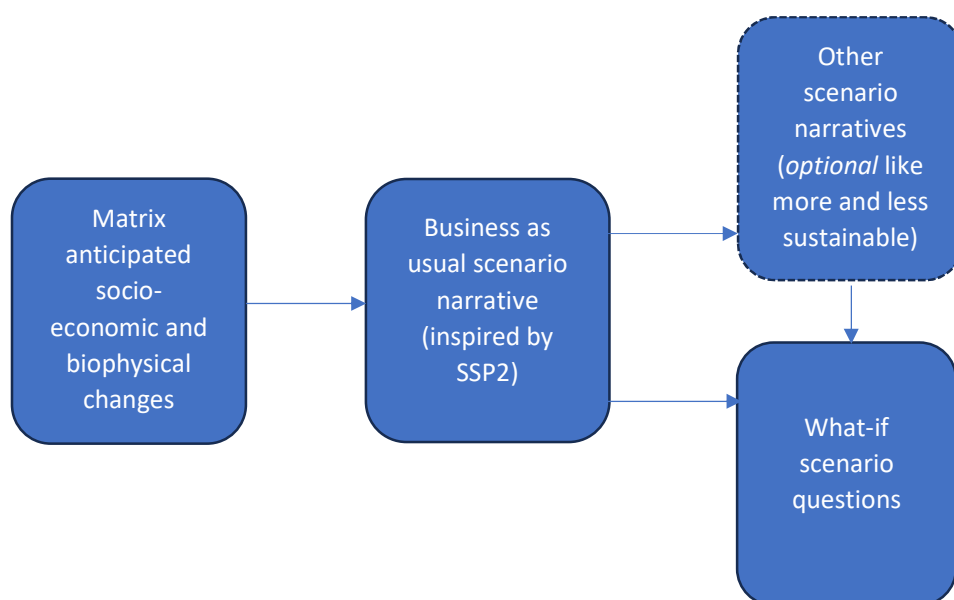 Matrix
anticipated
socio-
economic and
biophysical
changes
Business as
usual scenario
narrative
(inspired by
SSP2)
Other
scenario
narratives
(optional like
more and less
sustainable)
What-if
scenario
questions